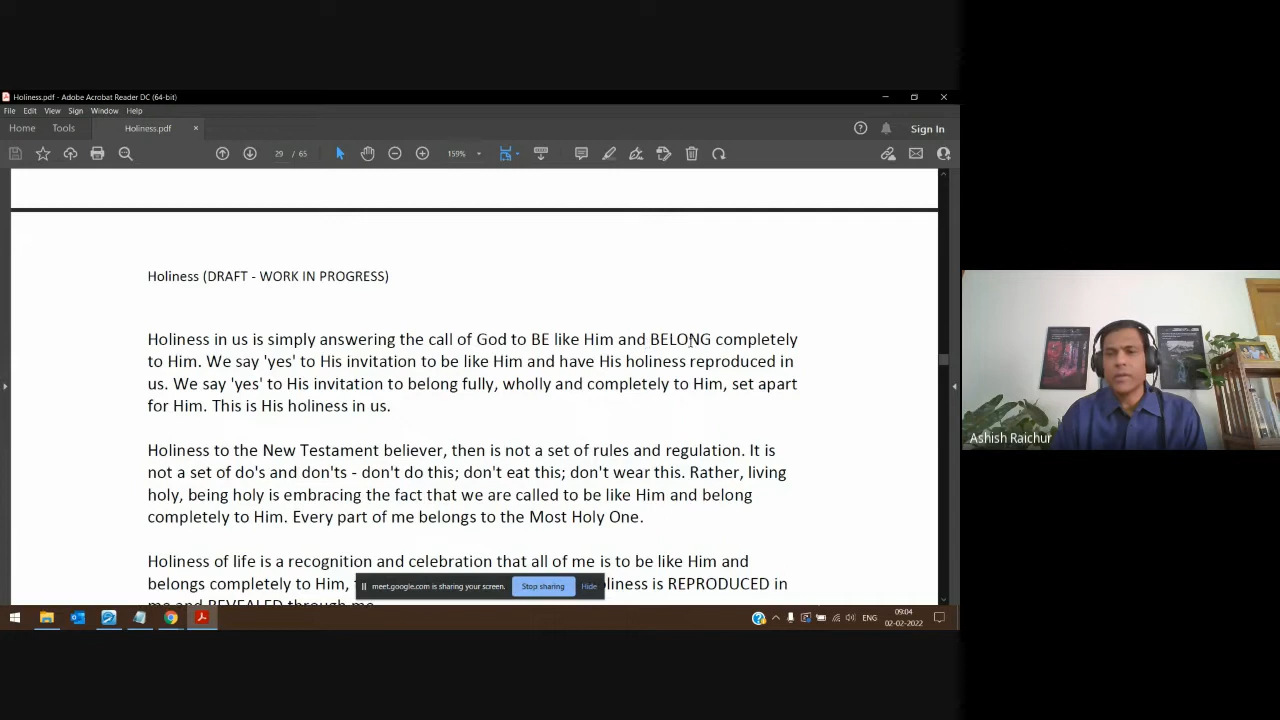 Holiness.pdf - Adobe Acrobat Reader DC (64-bit)
File Edit View Sign Window Help
Home Tools Holiness.pdf × Sign In
29 / 65 159%
Holiness (DRAFT - WORK IN PROGRESS)
Holiness in us is simply answering the call of God to BE like Him and BELONG completely
to Him. We say 'yes' to His invitation to be like Him and have His holiness reproduced in
us. We say 'yes' to His invitation to belong fully, wholly and completely to Him, set apart
for Him. This is His holiness in us.
Holiness to the New Testament believer, then is not a set of rules and regulation. It is
not a set of do's and don'ts - don't do this; don't eat this; don't wear this. Rather, living
holy, being holy is embracing the fact that we are called to be like Him and belong
completely to Him. Every part of me belongs to the Most Holy One.
Holiness of life is a recognition and celebration that all of me is to be like Him and
belongs completely to Him, liness is REPRODUCED in
me and REVEALED through me
meet.google.com is sharing your screen. Stop sharing Hide
Ashish Raichur
ENG
09:04
02-02-2022